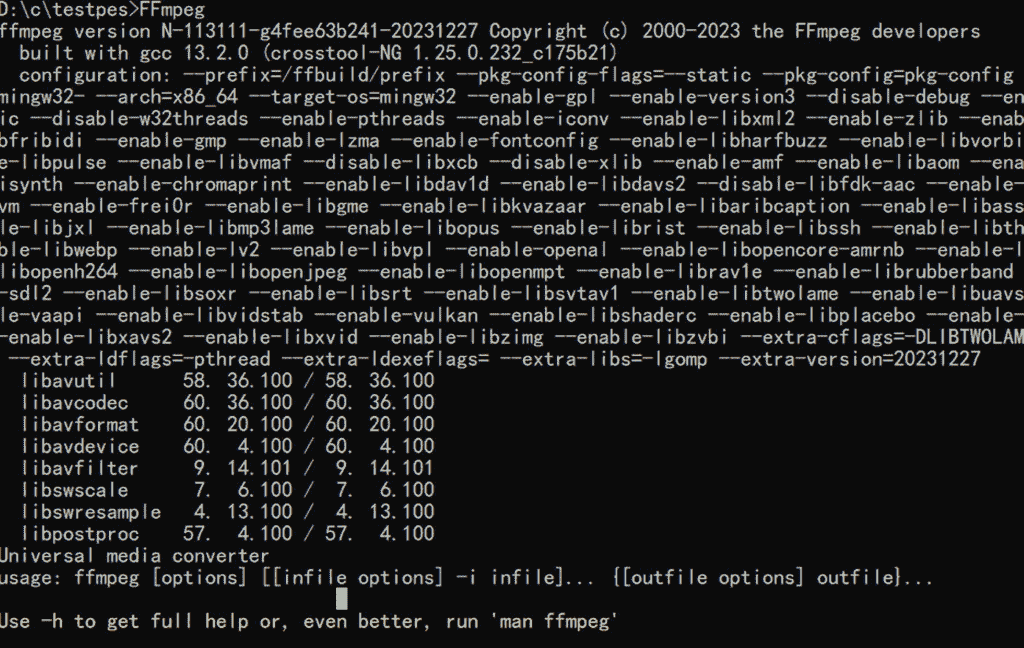 D:\c\testpes>FFmpeg
ffmpeg version N-113111-g4fee63b241-20231227 Copyright (c) 2000-2023 the FFmpeg developers
built with gcc 13.2.0 (crosstool-NG 1.25.0.232_c175b21)
configuration: --prefix=/ffbuild/prefix --pkg-config-flags=--static --pkg-config=pkg-config
mingw32- --arch=x86_64 --target-os=mingw32 --enable-gpl --enable-version3 --disable-debug --en
ic --disable-w32threads --enable-pthreads --enable-iconv --enable-libxml2 --enable-zlib --enab
bfribidi --enable-gmp --enable-lzma --enable-fontconfig --enable-libharfbuzz --enable-libvorbi
e-libpulse --enable-libvmaf --disable-libxcb --disable-xlib --enable-amf --enable-libaom --ena
isynth --enable-chromaprint --enable-libdav1d --enable-libdavs2 --disable-libfdk-aac --enable-
vm --enable-frei0r --enable-libgme --enable-libkvazaar --enable-libaribcaption --enable-libass
le-libjxl --enable-libmp3lame --enable-libopus --enable-librist --enable-libssh --enable-libth
ble-libwebp --enable-lv2 --enable-libvpl --enable-openal --enable-libopencore-amrnb --enable-l
libopenh264 --enable-libopenjpeg --enable-libopenmpt --enable-librav1e --enable-librubberband
-sdl2 --enable-libsoxr --enable-libsrt --enable-libsvtav1 --enable-libtwolame --enable-libuavs
le-vaapi --enable-libvidstab --enable-vulkan --enable-libshaderc --enable-libplacebo --enable-
enable-libxavs2 --enable-libxvid --enable-libzimg --enable-libzvbi --extra-cflags=-DLIBTWOLAM
--extra-ldflags=-pthread --extra-ldexeflags= --extra-libs=-lgomp --extra-version=20231227
libavutil 58. 36.100 / 58. 36.100
libavcodec 60. 36.100 / 60. 36.100
libavformat 60. 20.100 / 60. 20.100
libavdevice 60. 4.100 / 60. 4.100
libavfilter 9. 14.101 / 9. 14.101
libswscale 7. 6.100 / 7. 6.100
libswresample 4. 13.100 / 4. 13.100
libpostproc 57. 4.100 / 57. 4.100
Universal media converter
usage: ffmpeg [options] [[infile options] -i infile]... {[outfile options] outfile}...
Use -h to get full help or, even better, run 'man ffmpeg'